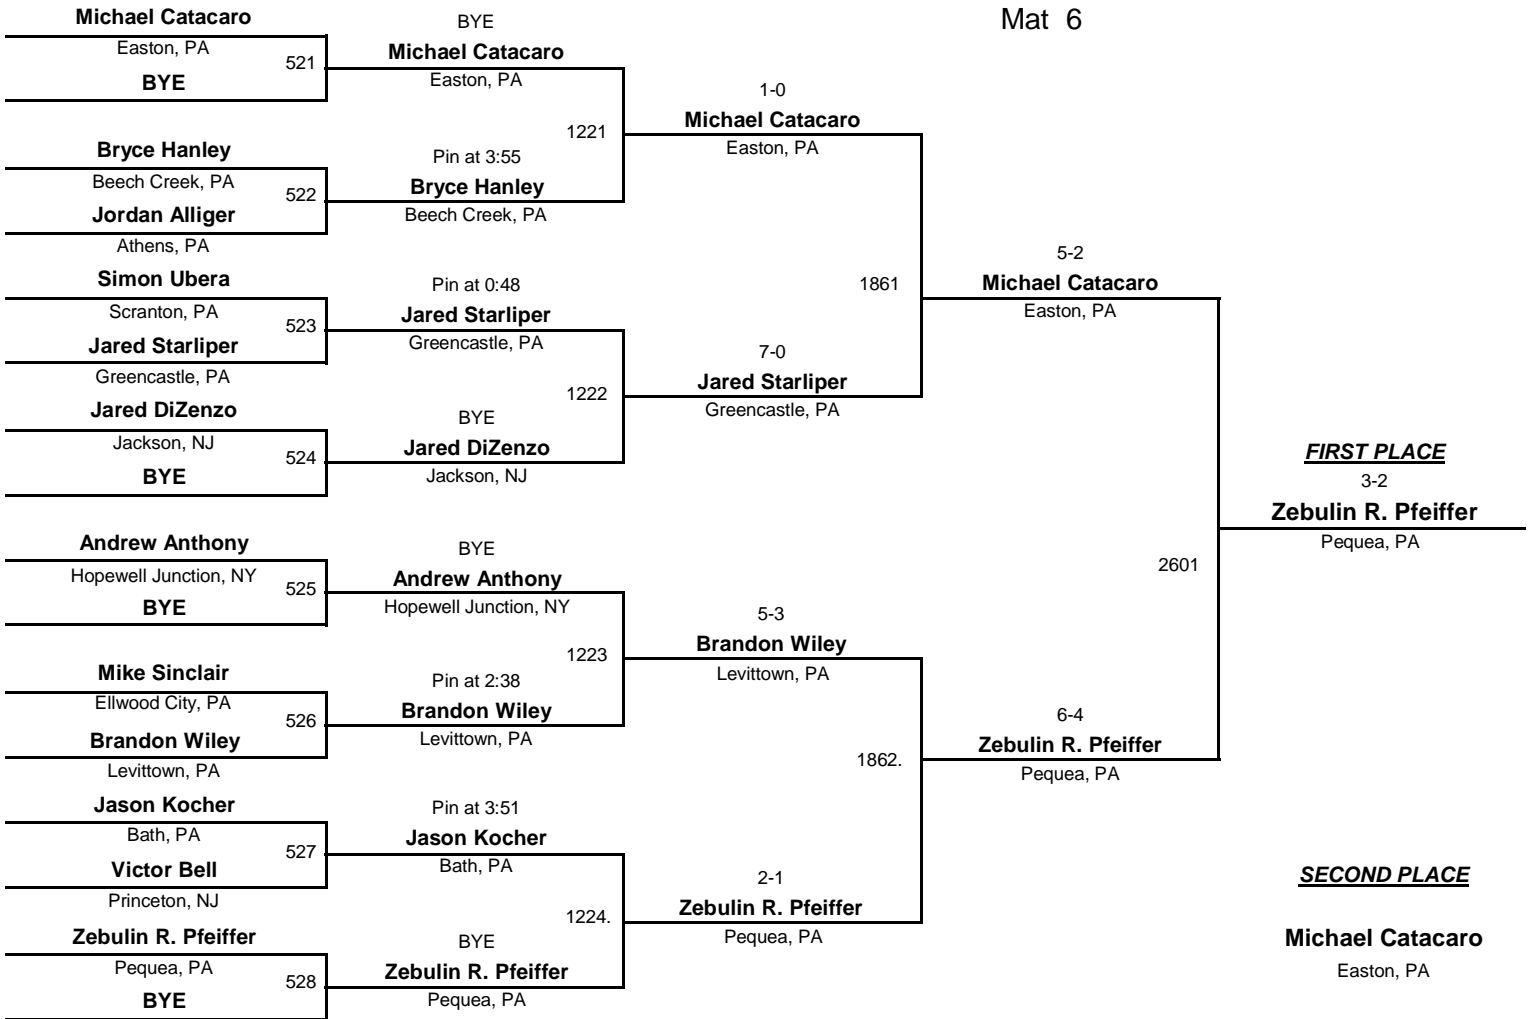 Mat 6
Michael Catacaro
Easton, PA
521
BYE
Bryce Hanley
Beech Creek, PA
522
Jordan Alliger
Athens, PA
Simon Ubera
Scranton, PA
523
Jared Starliper
Greencastle, PA
Jared DiZenzo
Jackson, NJ
524
BYE
Andrew Anthony
Hopewell Junction, NY
525
BYE
Mike Sinclair
Ellwood City, PA
526
Brandon Wiley
Levittown, PA
Jason Kocher
Bath, PA
527
Victor Bell
Princeton, NJ
Zebulin R. Pfeiffer
Pequea, PA
528
BYE
BYE
Michael Catacaro
Easton, PA
1221
Pin at 3:55
Bryce Hanley
Beech Creek, PA
Pin at 0:48
Jared Starliper
Greencastle, PA
1222
BYE
Jared DiZenzo
Jackson, NJ
BYE
Andrew Anthony
Hopewell Junction, NY
1223
Pin at 2:38
Brandon Wiley
Levittown, PA
Pin at 3:51
Jason Kocher
Bath, PA
1224.
BYE
Zebulin R. Pfeiffer
Pequea, PA
1-0
Michael Catacaro
Easton, PA
1861
7-0
Jared Starliper
Greencastle, PA
5-3
Brandon Wiley
Levittown, PA
1862.
2-1
Zebulin R. Pfeiffer
Pequea, PA
5-2
Michael Catacaro
Easton, PA
2601
6-4
Zebulin R. Pfeiffer
Pequea, PA
FIRST PLACE
3-2
Zebulin R. Pfeiffer
Pequea, PA
SECOND PLACE
Michael Catacaro
Easton, PA